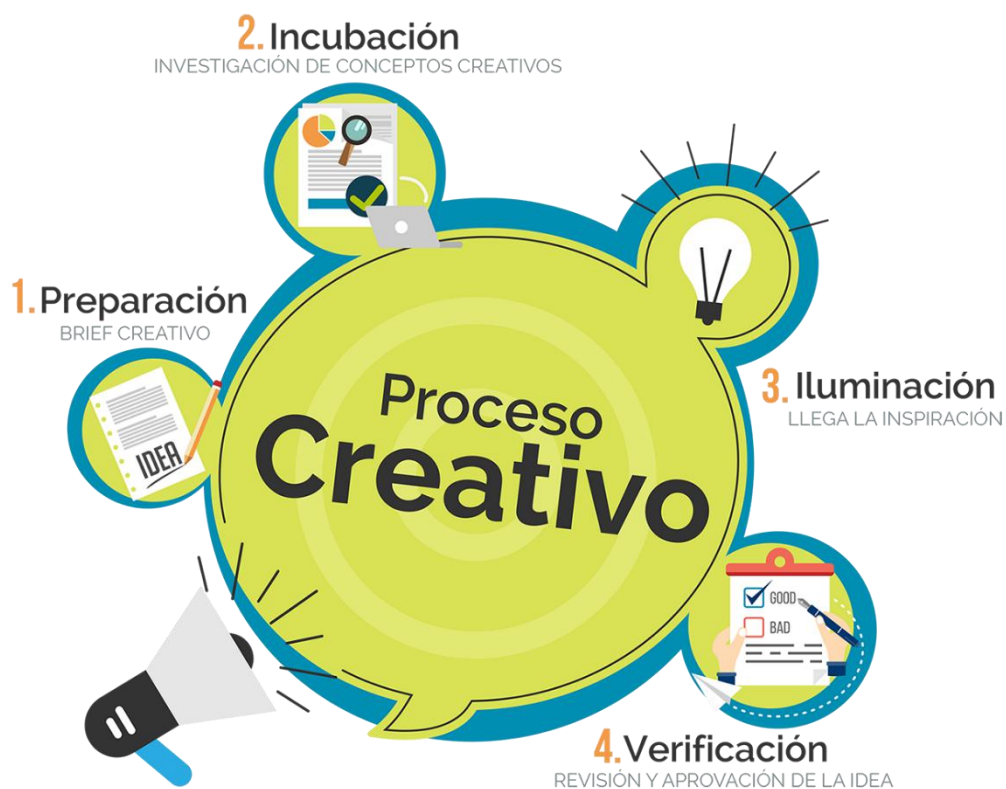 2. Incubación
INVESTIGACIÓN DE CONCEPTOS CREATIVOS
1. Preparación
BRIEF CREATIVO
IDEA
Proceso
Creativo
3. Iluminación
LLEGA LA INSPIRACIÓN
GOOD
BAD
4. Verificación
REVISIÓN Y APROVACIÓN DE LA IDEA